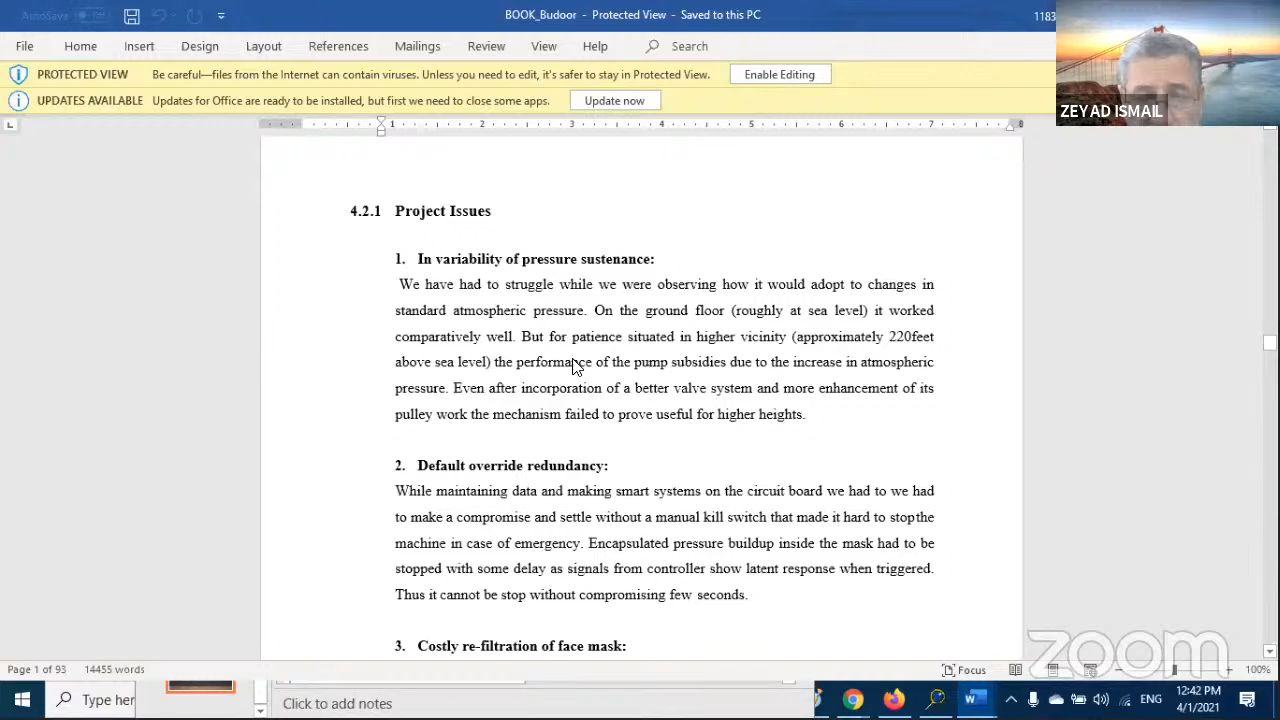 AutoSave
BOOK_Budoor - Protected View - Saved to this PC
1183
File Home Insert Design Layout References Mailings Review View Help Search
PROTECTED VIEW Be careful—files from the Internet can contain viruses. Unless you need to edit, it's safer to stay in Protected View. Enable Editing
UPDATES AVAILABLE Updates for Office are ready to be installed, but first we need to close some apps. Update now
ZEYAD ISMAIL
1 2 3 4 5 6 7 8
4.2.1 Project Issues
1. In variability of pressure sustenance:
We have had to struggle while we were observing how it would adopt to changes in
standard atmospheric pressure. On the ground floor (roughly at sea level) it worked
comparatively well. But for patience situated in higher vicinity (approximately 220feet
above sea level) the performance of the pump subsidies due to the increase in atmospheric
pressure. Even after incorporation of a better valve system and more enhancement of its
pulley work the mechanism failed to prove useful for higher heights.
2. Default override redundancy:
While maintaining data and making smart systems on the circuit board we had to we had
to make a compromise and settle without a manual kill switch that made it hard to stopthe
machine in case of emergency. Encapsulated pressure buildup inside the mask had to be
stopped with some delay as signals from controller show latent response when triggered.
Thus it cannot be stop without compromising few seconds.
3. Costly re-filtration of face mask:
zoom
Page 1 of 93 14455 words
Focus
100%
Type her
Click to add notes
ENG
12:42 PM
4/1/2021